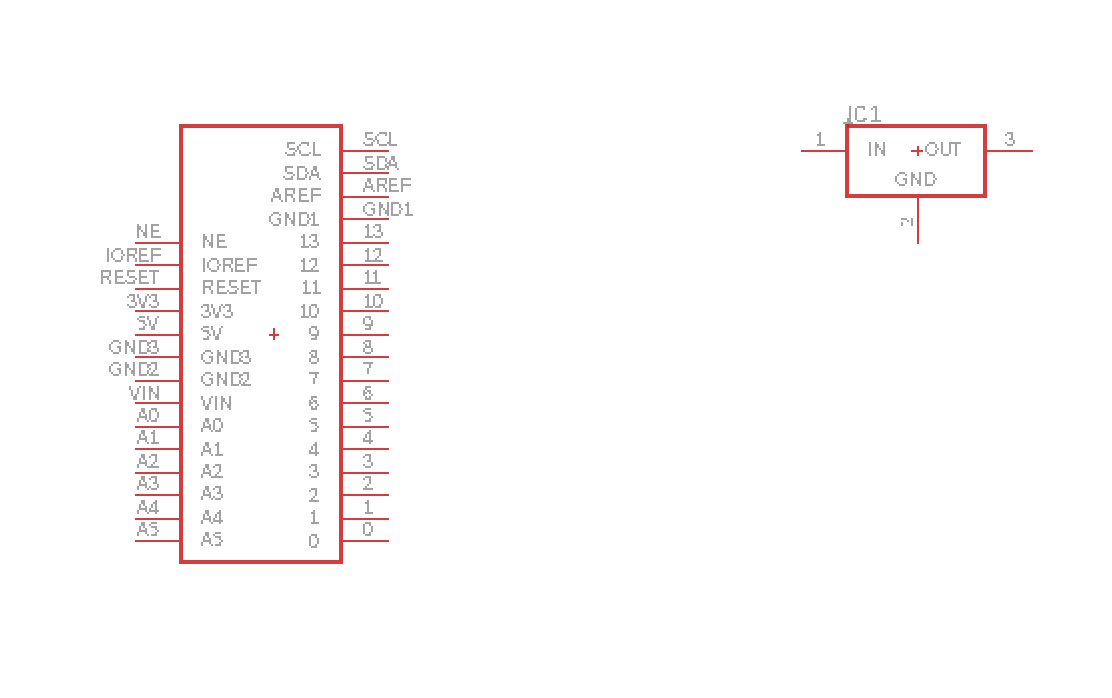 IC1
SCL SCL
SDA SDA
AREF AREF
GND1 GND1
NE NE 13 13
IOREF IOREF 12 12
RESET RESET 11 11
3V3 3V3 10 10
5V 5V 9 9
GND3 GND3 8 8
GND2 GND2 7 7
VIN VIN 6 6
A0 A0 5 5
A1 A1 4 4
A2 A2 3 3
A3 A3 2 2
A4 A4 1 1
A5 A5 0 0
1 IN OUT 3
GND
2